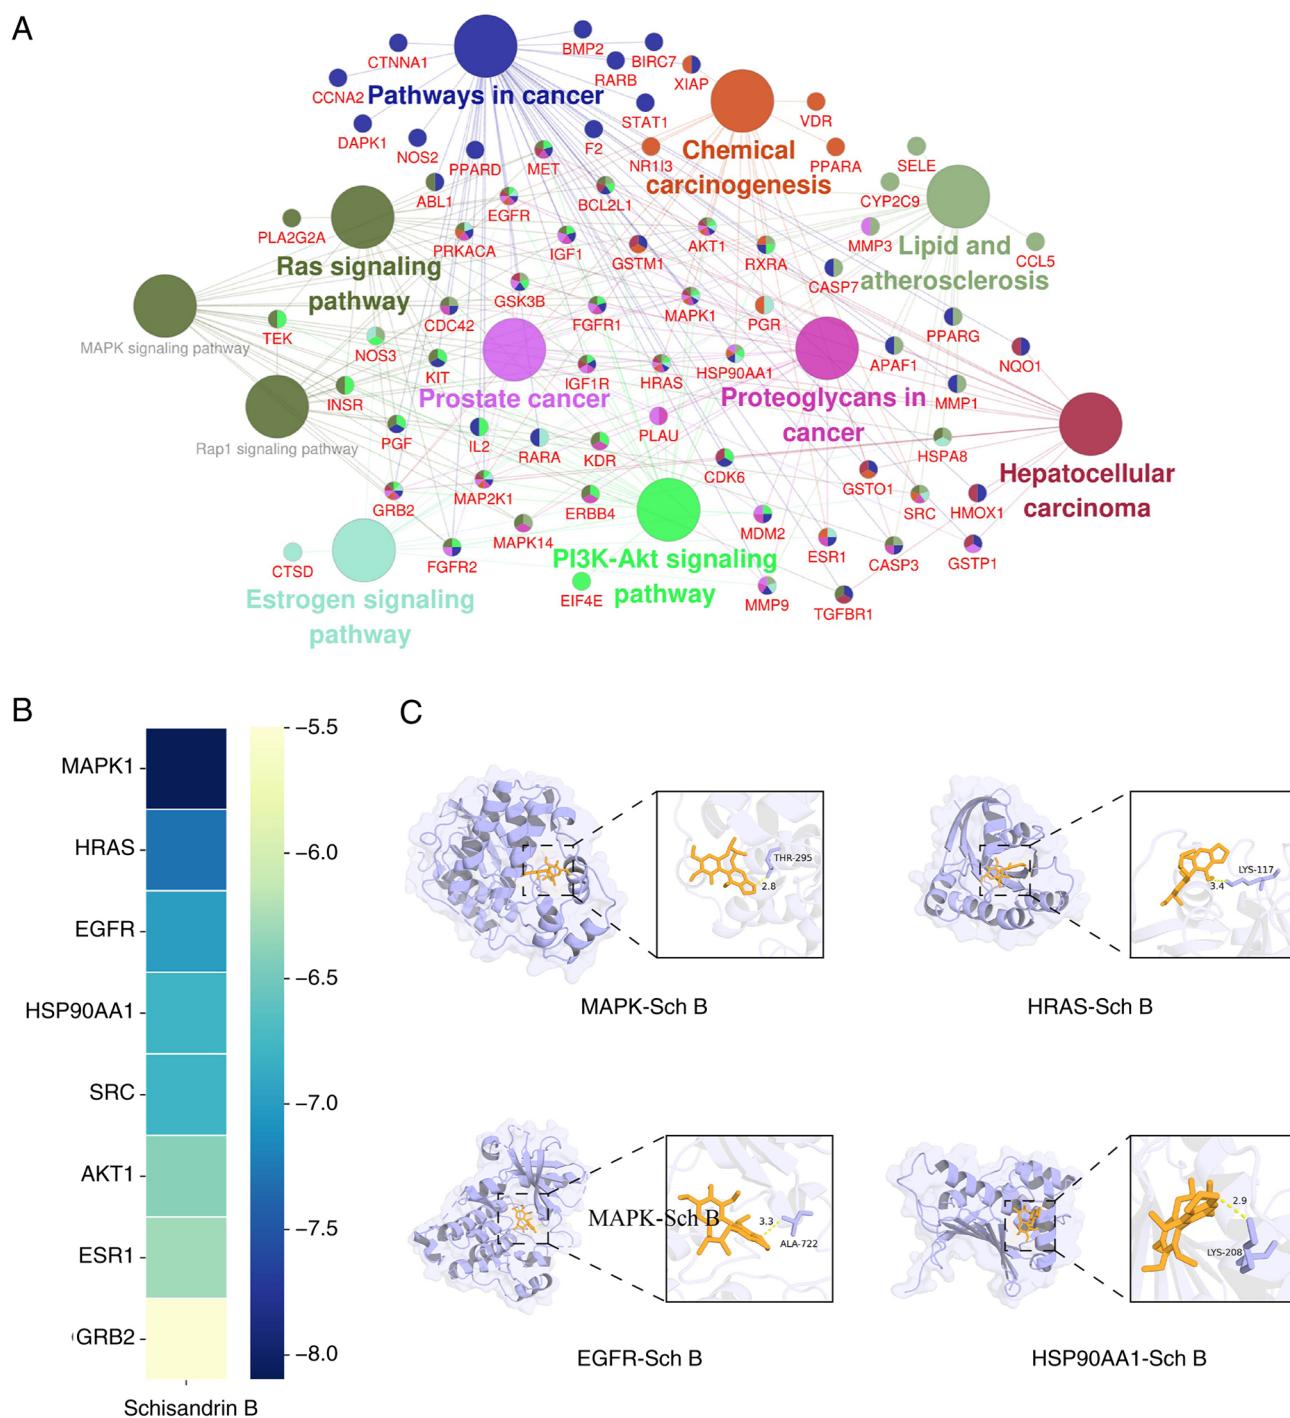 A
CTNNA1
BMP2
BIRC7
RARB
XIAP
CCNA2
Pathways in cancer
STAT1
VDR
DAPK1
NOS2
PPARD
F2
MET
NR1I3
Chemical
carcinogenesis
PPARA
SELE
ABL1
EGFR
BCL2L1
CYP2C9
PLA2G2A
PRKACA
IGF1
GSTM1
AKT1
RXRA
MMP3
Lipid and
atherosclerosis
CCL5
CASP7
Ras signaling
pathway
GSK3B
CDC42
FGFR1
MAPK1
PGR
PPARG
MAPK signaling pathway
TEK
NOS3
KIT
IGF1R
HRAS
HSP90AA1
APAF1
NQO1
INSR
Prostate cancer
Proteoglycans in
cancer
MMP1
Rap1 signaling pathway
PGF
IL2
RARA
KDR
PLAU
HSPA8
CDK6
Hepatocellular
carcinoma
GRB2
MAP2K1
ERBB4
GSTO1
SRC
HMOX1
MAPK14
MDM2
CTSD
FGFR2
PI3K-Akt signaling
pathway
ESR1
CASP3
GSTP1
Estrogen signaling
pathway
EIF4E
MMP9
TGFBR1
B
MAPK1
HRAS
EGFR
HSP90AA1
SRC
AKT1
ESR1
GRB2
Schisandrin B
−5.5
−6.0
−6.5
−7.0
−7.5
−8.0
C
THR-295
2.8
MAPK-Sch B
LYS-117
3.4
HRAS-Sch B
MAPK-Sch B
3.3
ALA-722
EGFR-Sch B
2.9
LYS-208
HSP90AA1-Sch B